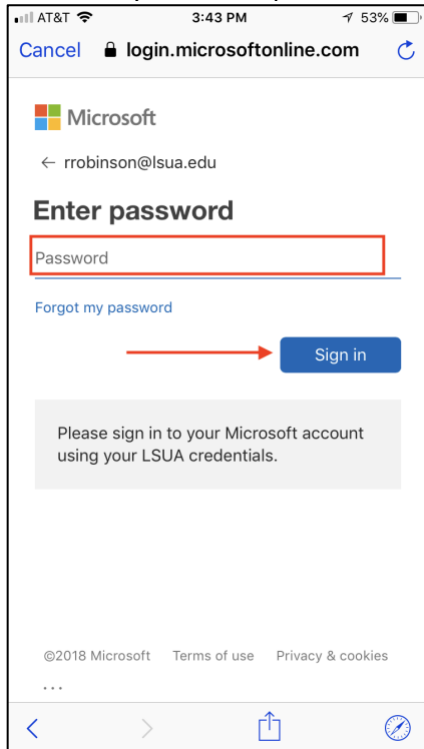 AT&T 3:43 PM 53%
Cancel login.microsoftonline.com
Microsoft
rrobinson@lsua.edu
Enter password
Password
Forgot my password
Sign in
Please sign in to your Microsoft account
using your LSUA credentials.
©2018 Microsoft Terms of use Privacy & cookies
...